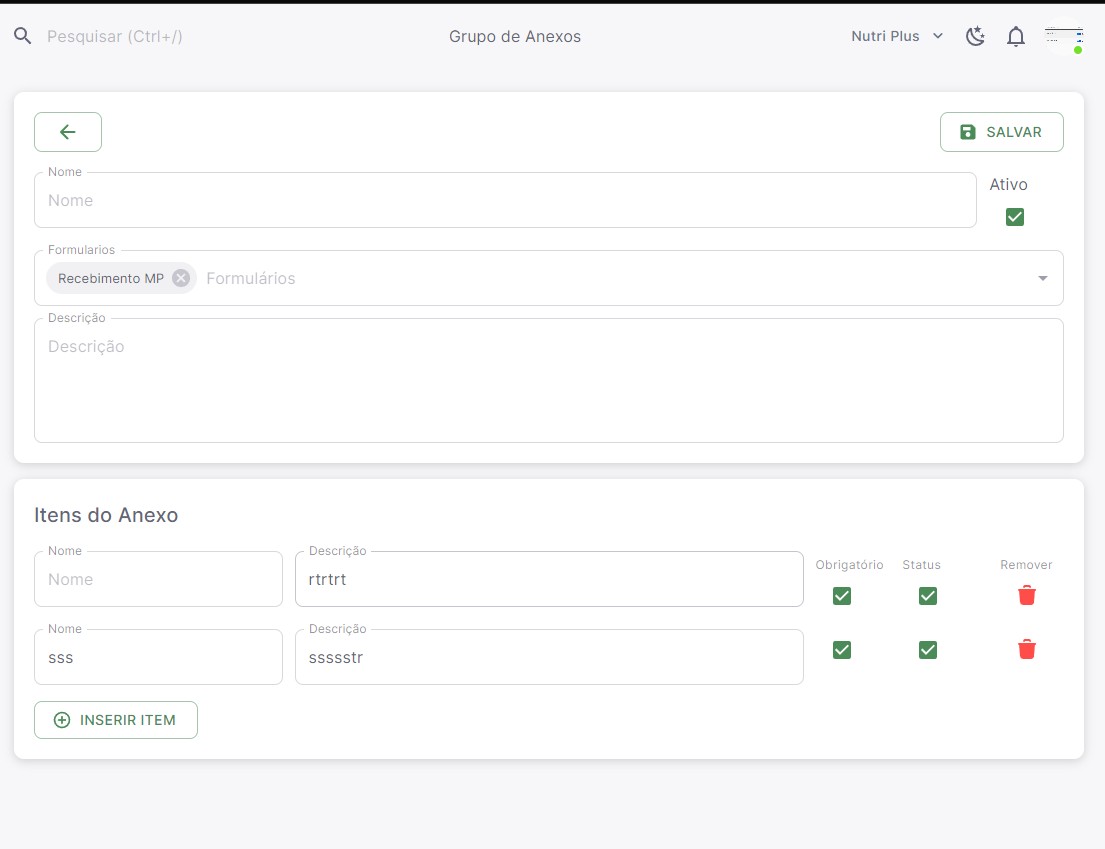 Pesquisar (Ctrl+/) Grupo de Anexos Nutri Plus
SALVAR
Nome
Nome
Ativo
Formularios
Recebimento MP Formulários
Descrição
Descrição
Itens do Anexo
Nome Descrição Obrigatório Status Remover
Nome rtrtrt
Nome Descrição
sss ssssstr
INSERIR ITEM